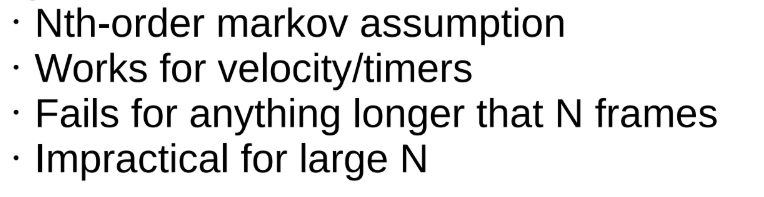 · Nth-order markov assumption
· Works for velocity/timers
· Fails for anything longer that N frames
· Impractical for large N